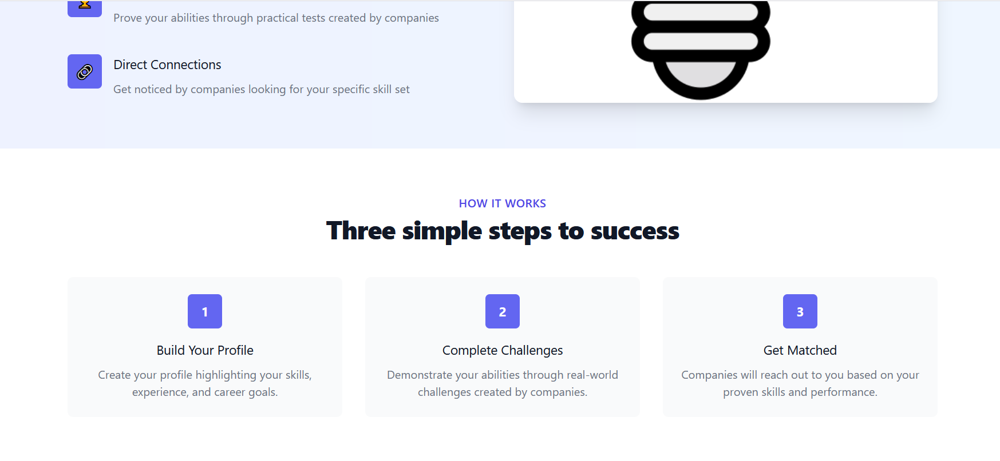 Prove your abilities through practical tests created by companies
Direct Connections
Get noticed by companies looking for your specific skill set
HOW IT WORKS
Three simple steps to success
1
Build Your Profile
Create your profile highlighting your skills,
experience, and career goals.
2
Complete Challenges
Demonstrate your abilities through real-world
challenges created by companies.
3
Get Matched
Companies will reach out to you based on your
proven skills and performance.